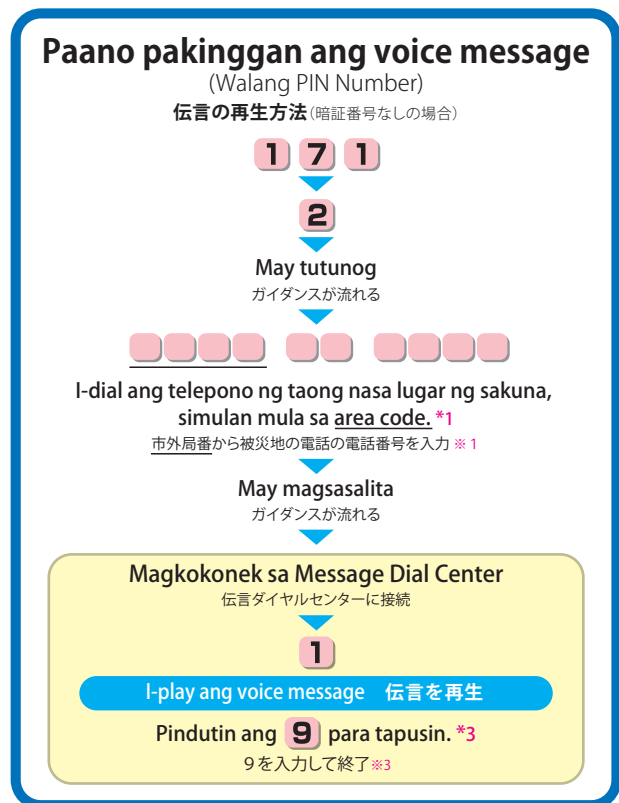 Paano pakinggan ang voice message
(Walang PIN Number)
伝言の再生方法（暗証番号なしの場合）
1 7 1
2
May tutunog
ガイダンスが流れる
I-dial ang telepono ng taong nasa lugar ng sakuna,
simulan mula sa area code. *1
市外局番から被災地の電話の電話番号を入力 ※1
May magsasalita
ガイダンスが流れる
Magkokonek sa Message Dial Center
伝言ダイヤルセンターに接続
1
I-play ang voice message 伝言を再生
Pindutin ang 9 para tapusin. *3
9を入力して終了※3